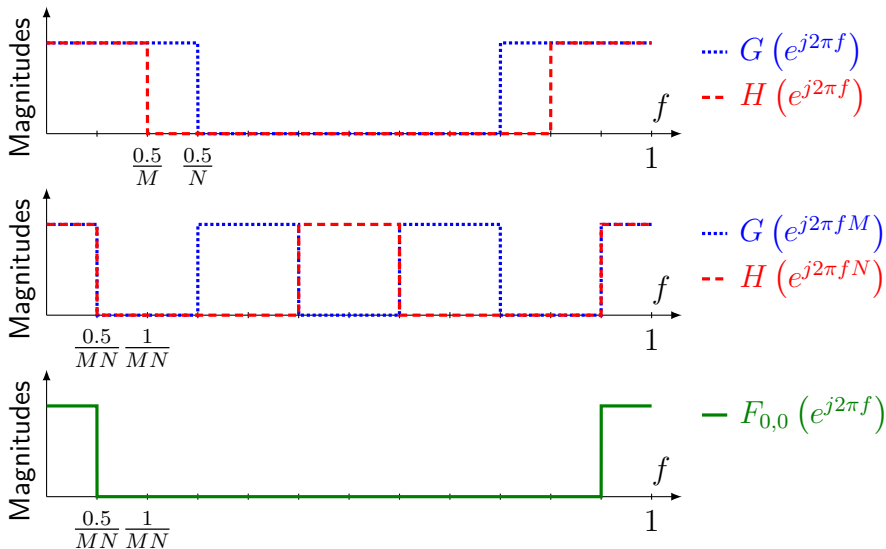 Magnitudes
f
1
0.5/M 0.5/N
G (e^{j2πf})
H (e^{j2πf})
Magnitudes
f
1
0.5/MN 1/MN
G (e^{j2πfM})
H (e^{j2πfN})
Magnitudes
f
1
0.5/MN 1/MN
F_{0,0} (e^{j2πf})